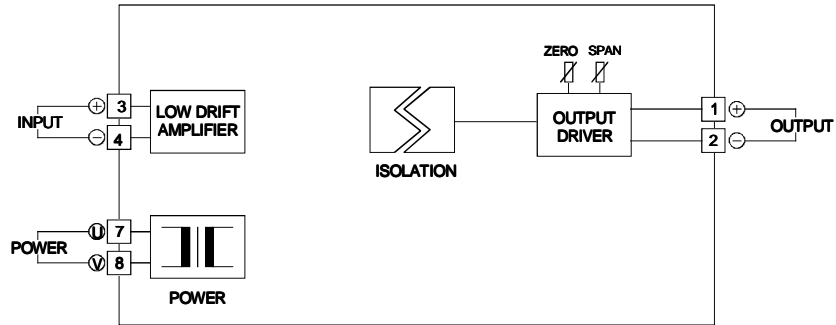 ZERO SPAN
INPUT
+ 3
− 4
LOW DRIFT
AMPLIFIER
ISOLATION
OUTPUT
DRIVER
1 +
2 −
OUTPUT
POWER
U 7
V 8
POWER